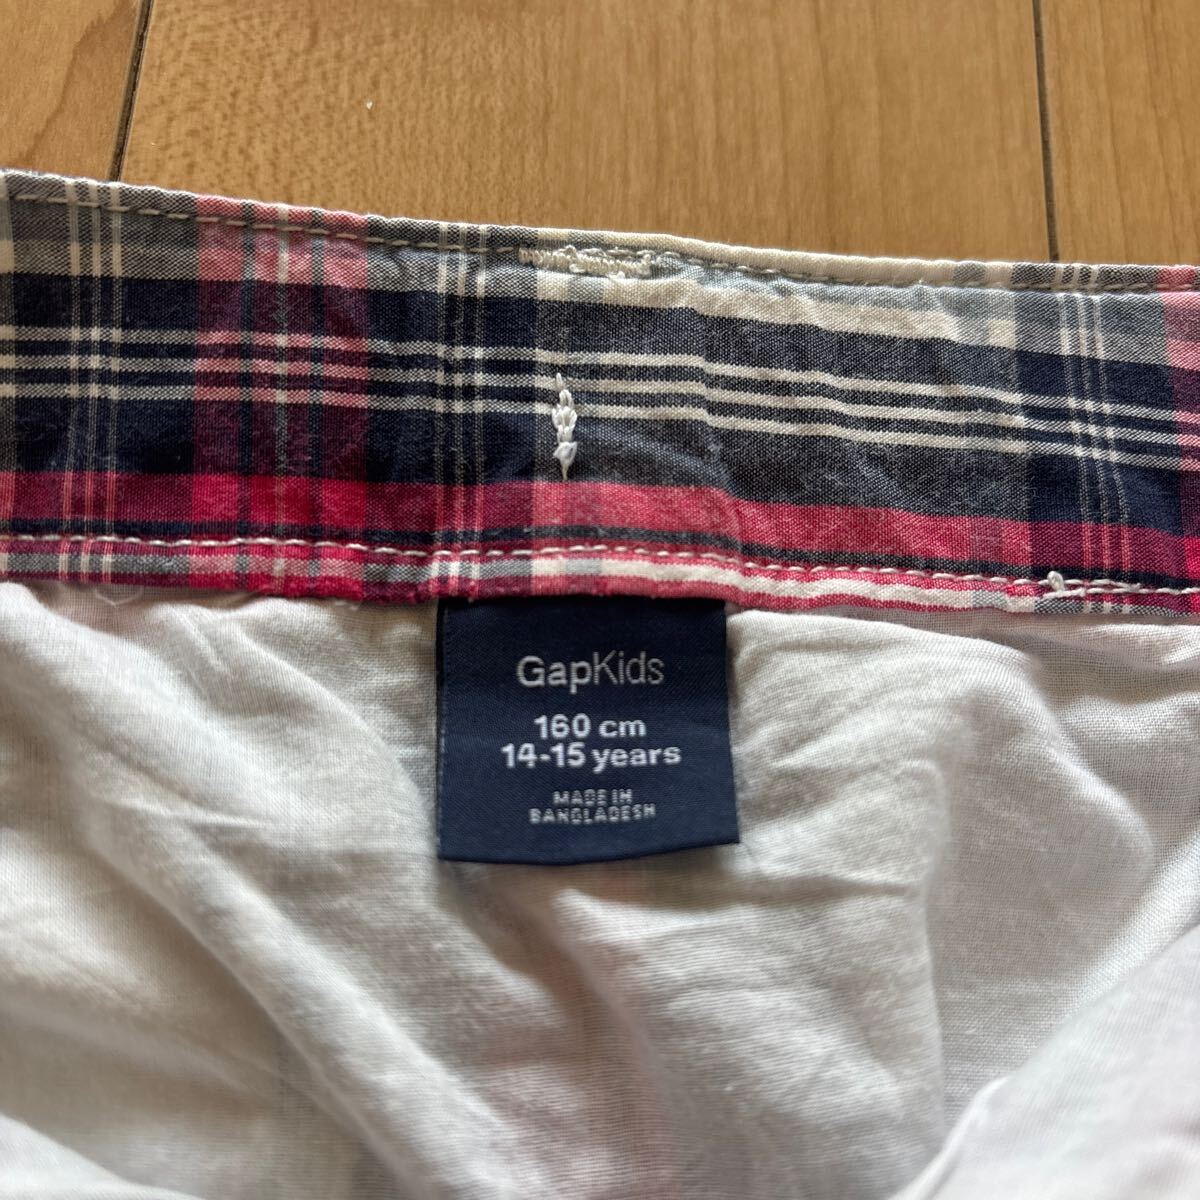 GapKids
160 cm
14-15 years
MADE IN
BANGLADESH